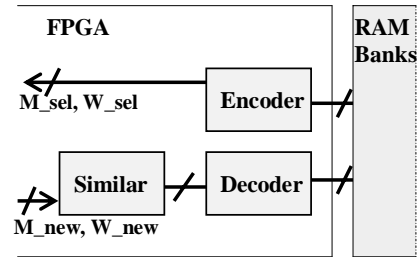 FPGA
RAM
Banks
M_sel, W_sel
Encoder
Similar
Decoder
M_new, W_new